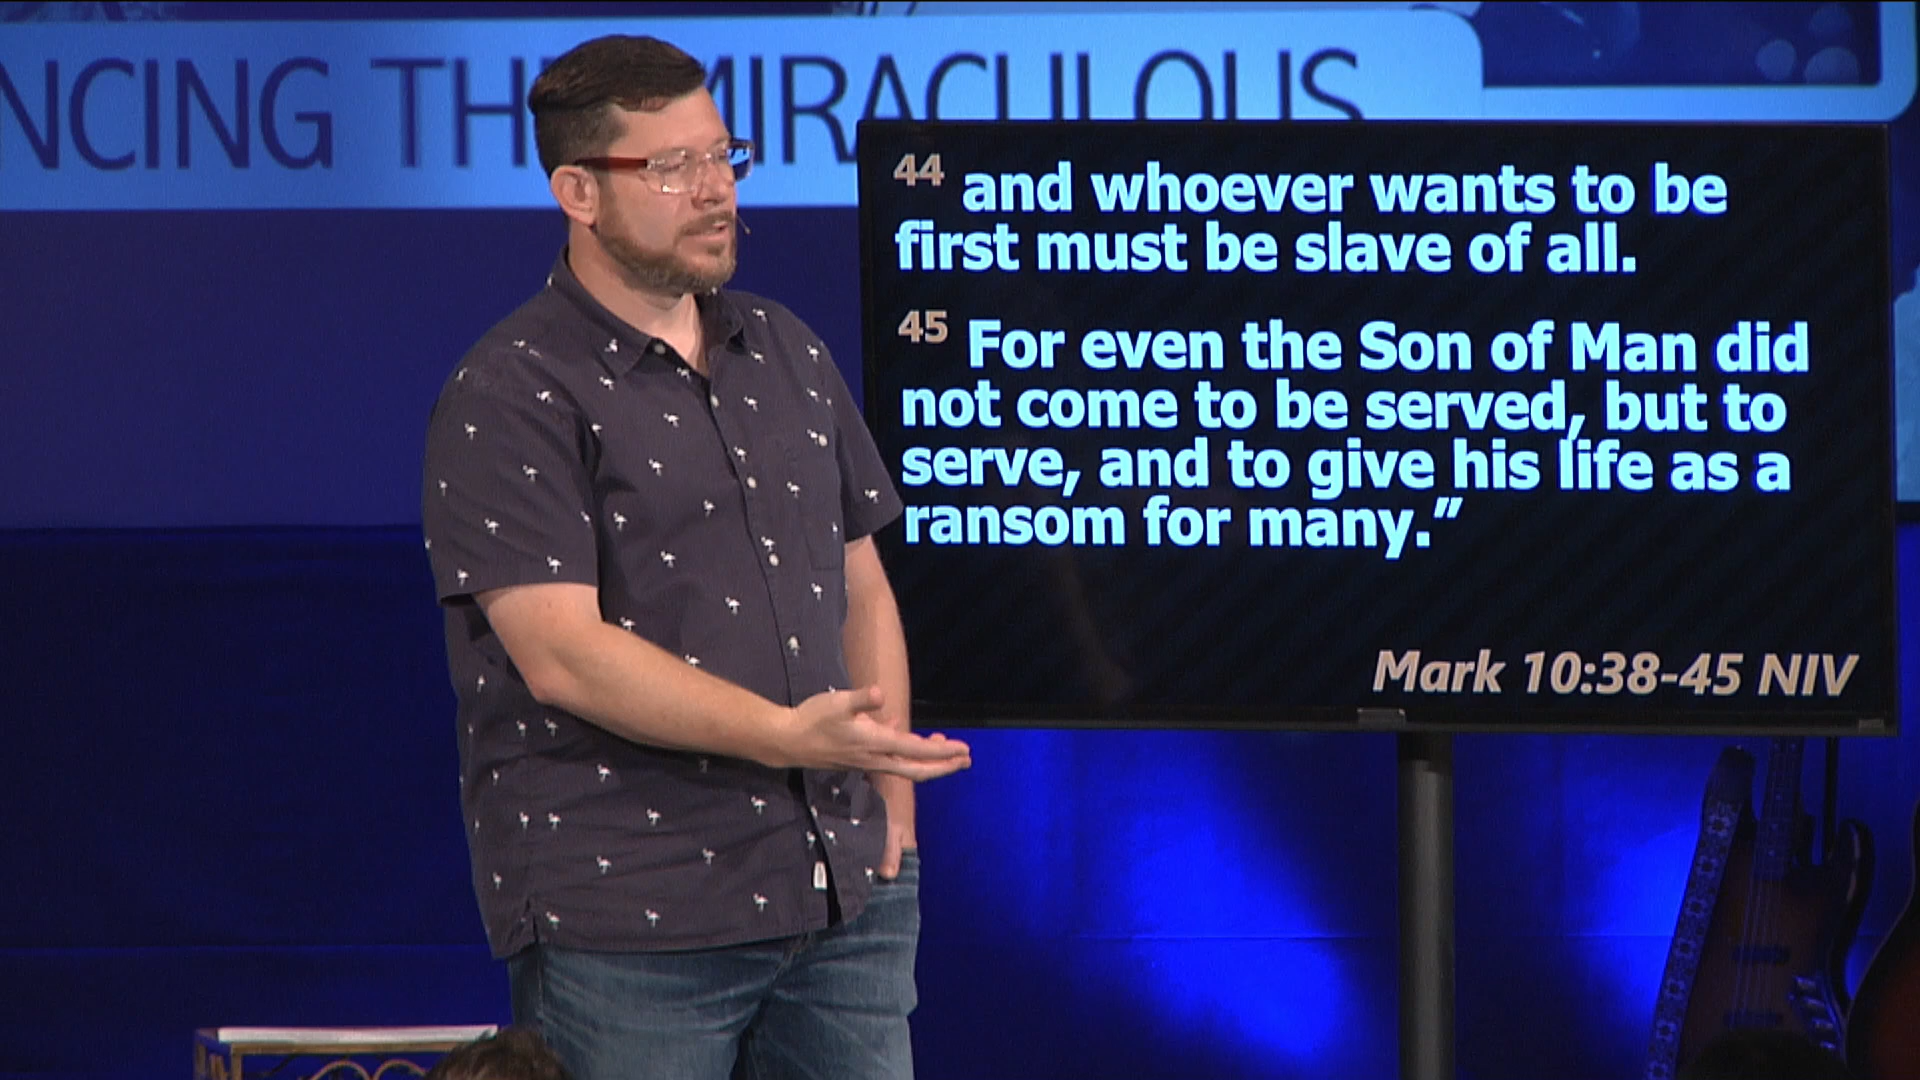 NCING TH MIRACULOUS
44 and whoever wants to be
first must be slave of all.
45 For even the Son of Man did
not come to be served, but to
serve, and to give his life as a
ransom for many.”
Mark 10:38-45 NIV